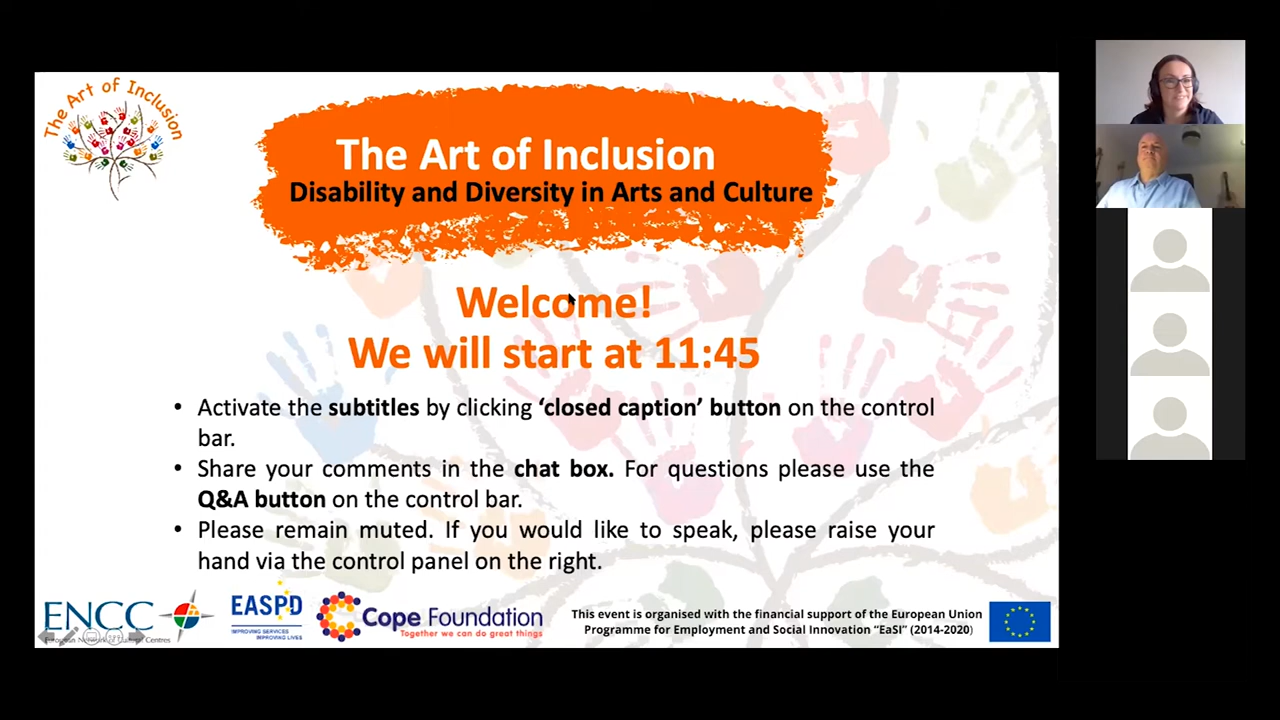 The Art of Inclusion
The Art of Inclusion
Disability and Diversity in Arts and Culture
Welcome!
We will start at 11:45
• Activate the subtitles by clicking ‘closed caption’ button on the control
bar.
• Share your comments in the chat box. For questions please use the
Q&A button on the control bar.
• Please remain muted. If you would like to speak, please raise your
hand via the control panel on the right.
ENCC
EASPD
IMPROVING SERVICES
IMPROVING LIVES
Cope Foundation
Together we can do great things
This event is organised with the financial support of the European Union
Programme for Employment and Social Innovation “EaSI” (2014-2020)